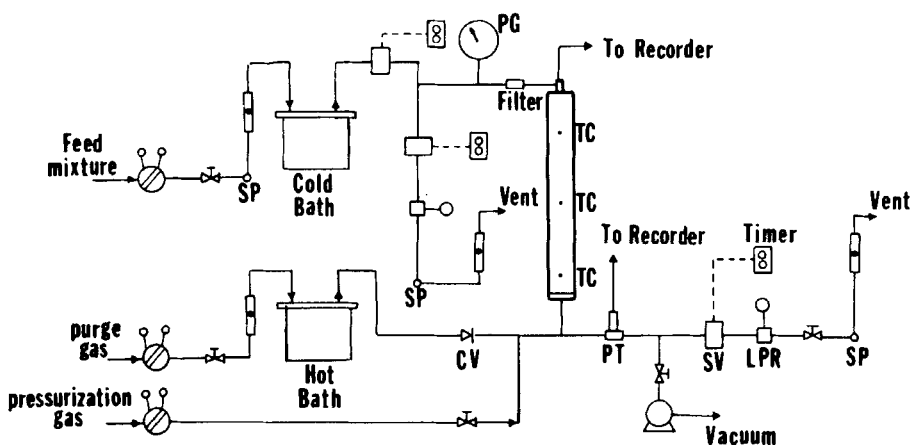 PG
To Recorder
Filter
TC
Feed
mixture
SP
Cold
Bath
Vent
TC
Vent
To Recorder
Timer
TC
SP
purge
gas
CV
PT
SV
LPR
SP
Hot
Bath
pressurization
gas
Vacuum